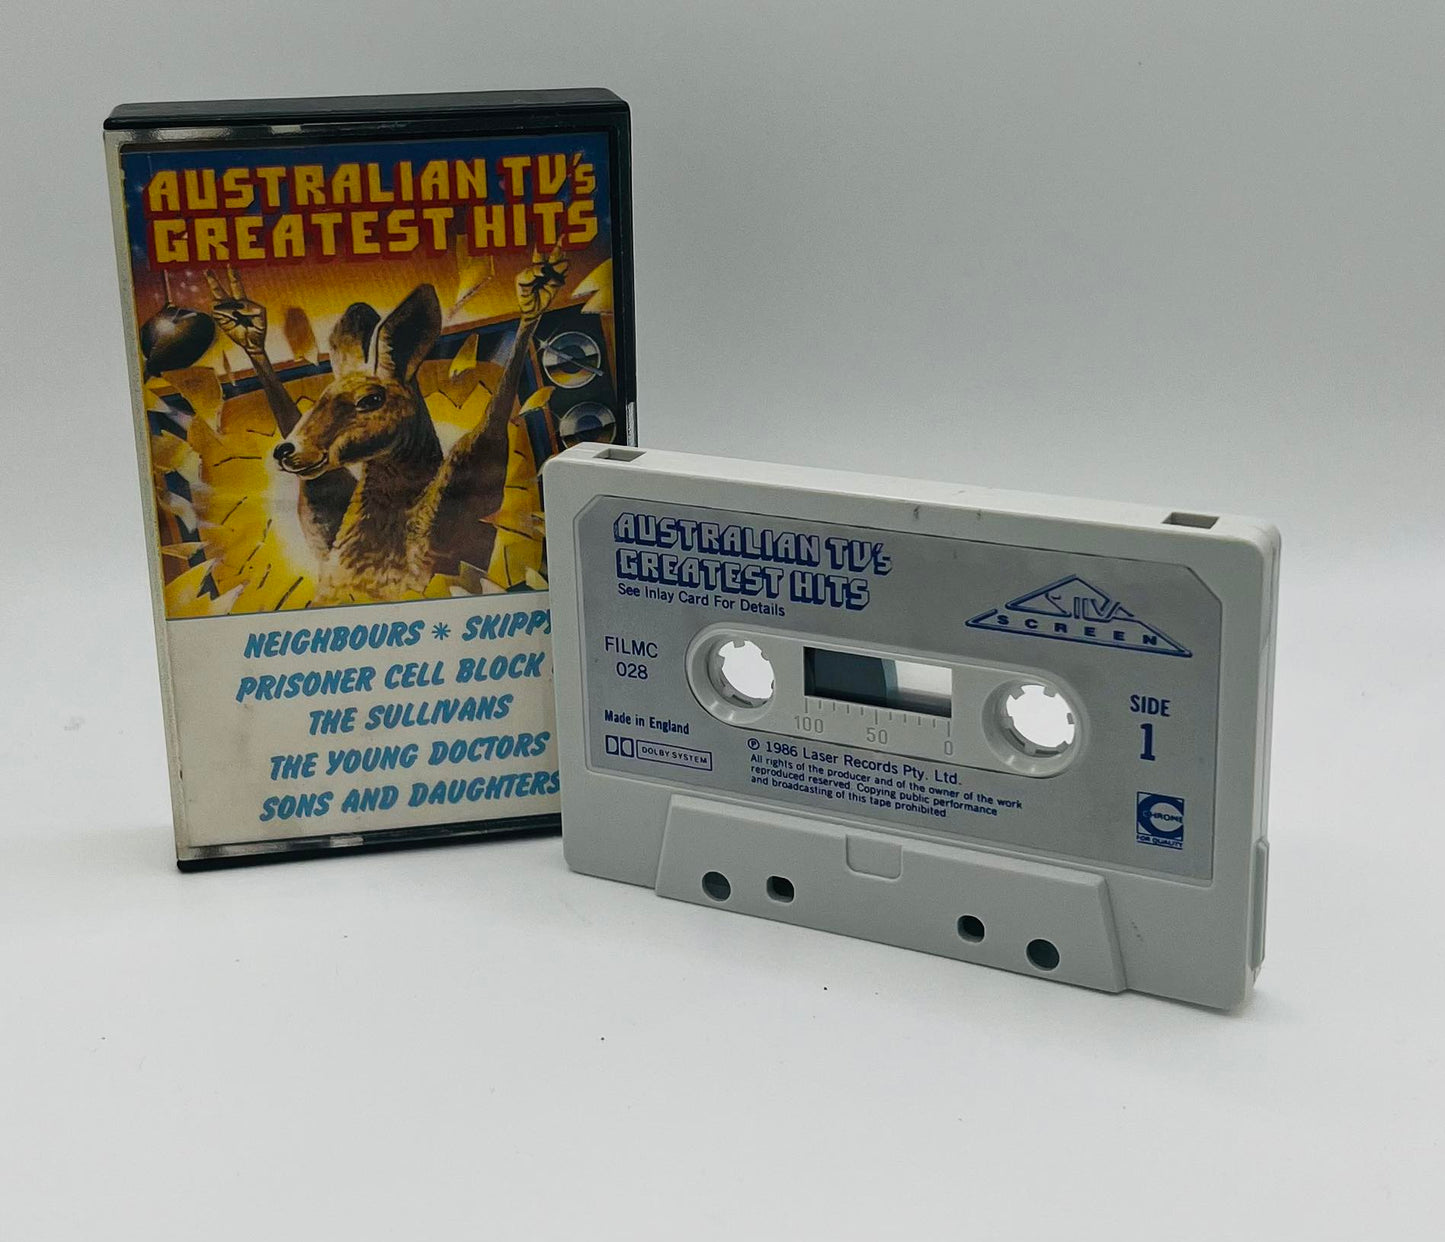 AUSTRALIAN TV's
GREATEST HITS
NEIGHBOURS * SKIPPY
PRISONER CELL BLOCK
THE SULLIVANS
THE YOUNG DOCTORS
SONS AND DAUGHTERS
AUSTRALIAN TV's
GREATEST HITS
See Inlay Card For Details
SILVA
SCREEN
FILMC
028
SIDE
1
Made in England
DOLBY SYSTEM
100 50 0
℗ 1986 Laser Records Pty. Ltd.
All rights of the producer and of the owner of the work
reproduced reserved. Copying public performance
and broadcasting of this tape prohibited
CHROME
FOR QUALITY